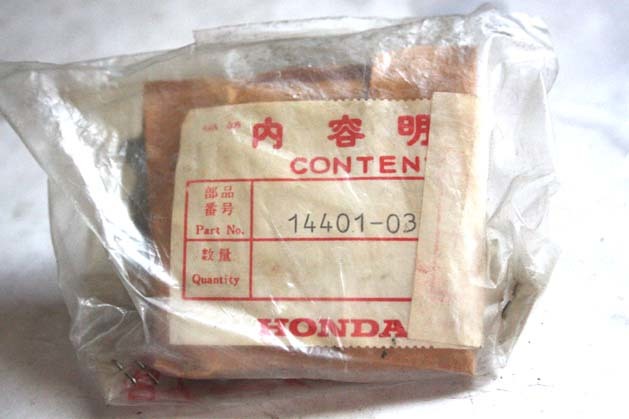 内容明
CONTENT
部品
番号
Part No.
14401-03
数量
Quantity
HONDA